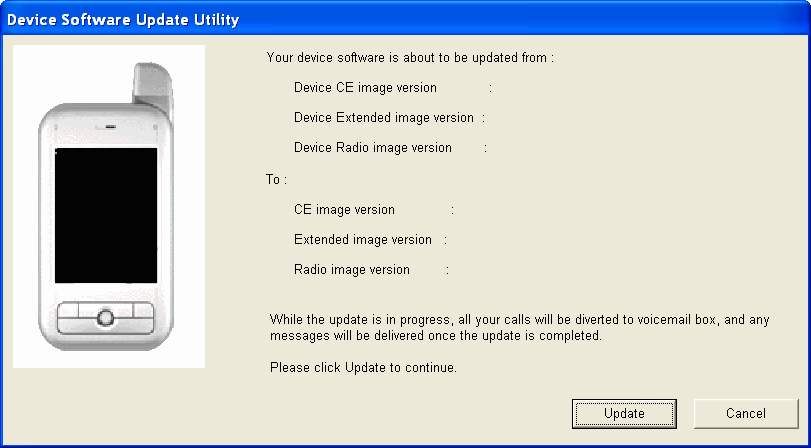 Device Software Update Utility
Your device software is about to be updated from :
Device CE image version :
Device Extended image version :
Device Radio image version :
To :
CE image version :
Extended image version :
Radio image version :
While the update is in progress, all your calls will be diverted to voicemail box, and any
messages will be delivered once the update is completed.
Please click Update to continue.
Update Cancel